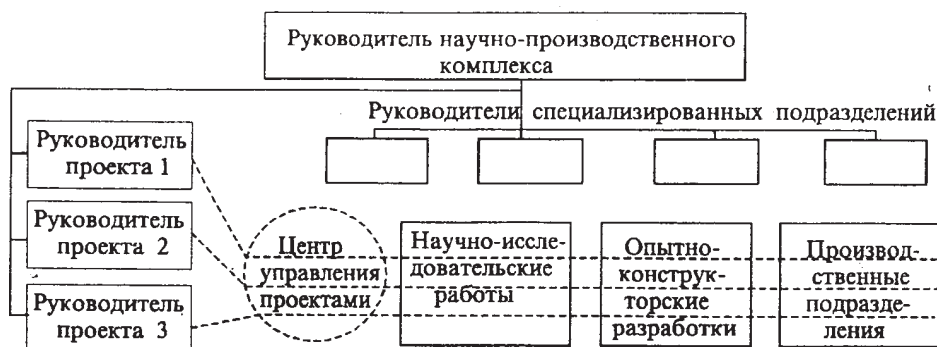 Руководитель научно-производственного
комплекса
Руководители специализированных подразделений
Руководитель
проекта 1
Руководитель
проекта 2
Руководитель
проекта 3
Центр
управления
проектами
Научно-иссле-
довательские
работы
Опытно-
конструк-
торские
разработки
Производ-
ственные
подразде-
ления